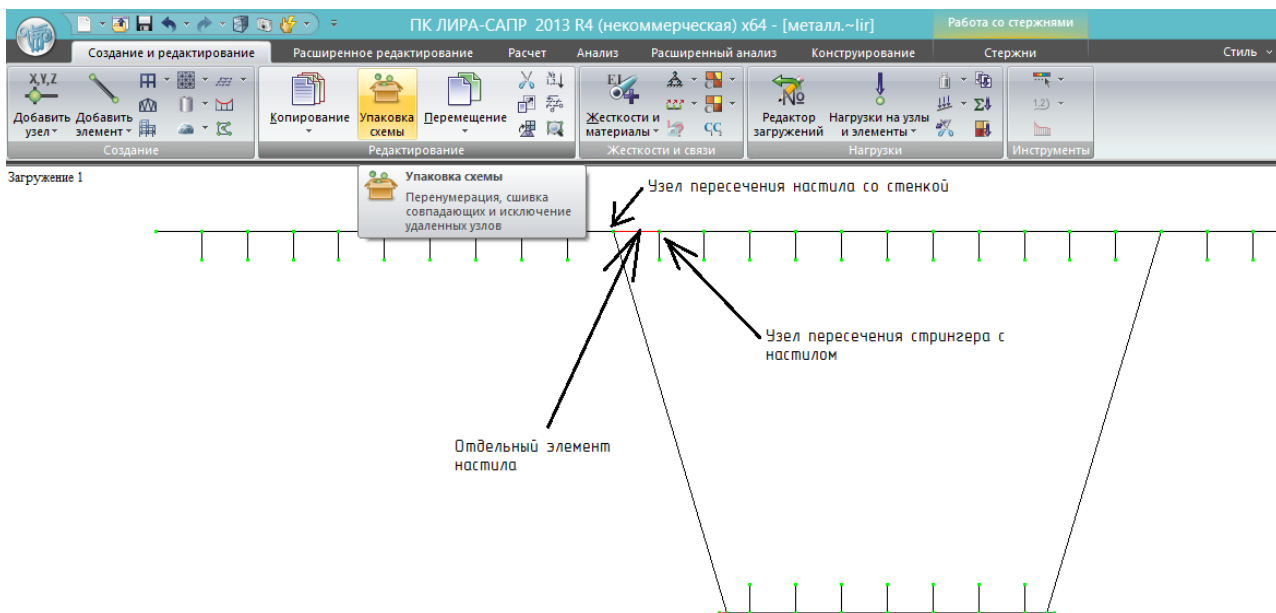 ПК ЛИРА-САПР 2013 R4 (некоммерческая) x64 - [металл.~lir]
Работа со стержнями
Создание и редактирование Расширенное редактирование Расчет Анализ Расширенный анализ Конструирование Стержни Стиль
X,Y,Z
Добавить узел
Добавить элемент
Создание
Копирование
Упаковка схемы
Перемещение
Редактирование
Жесткости и материалы
Жесткости и связи
Редактор загружений
Нагрузки на узлы и элементы
Нагрузки
1.2)
Инструменты
Загружение 1
Упаковка схемы
Перенумерация, сшивка
совпадающих и исключение
удаленных узлов
Узел пересечения настила со стенкой
Узел пересечения стрингера с
настилом
Отдельный элемент
настила